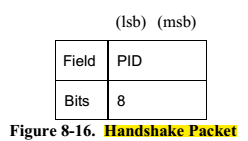 (lsb) (msb)
Field PID
Bits 8
Figure 8-16. Handshake Packet